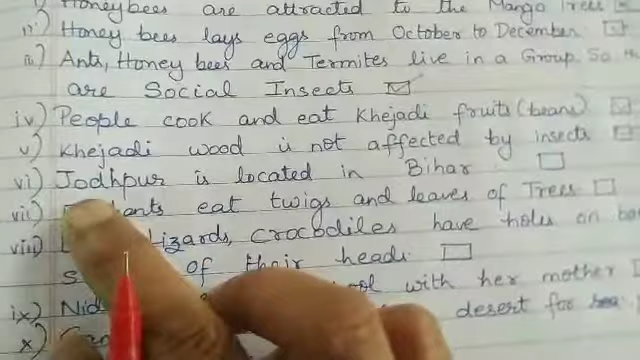 Honeybees are attracted to the Mango Trees
ii) Honey bees lays eggs from October to December
iii) Ants, Honey bees and Termites live in a Group. So
are Social Insects
iv) People cook and eat Khejadi fruits (beans)
v) Khejadi wood is not affected by insects
vi) Jodhpur is located in Bihar
vii) eat twigs and leaves of Trees
viii) Lizards, Crocodiles have holes on
of their heads
ix) with her mother
x) desert for